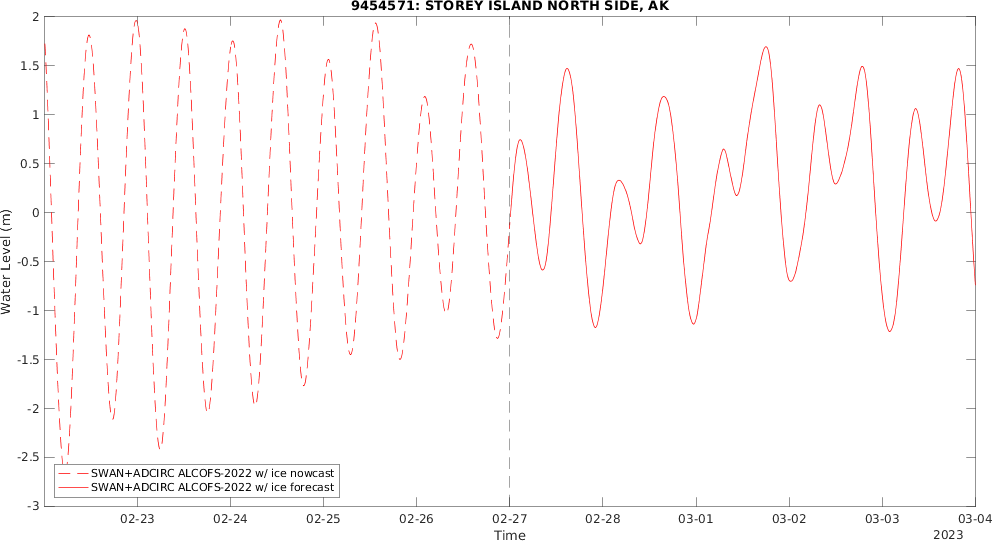 9454571: STOREY ISLAND NORTH SIDE, AK
2
1.5
1
0.5
0
-0.5
-1
-1.5
-2
-2.5
-3
Water Level (m)
SWAN+ADCIRC ALCOFS-2022 w/ ice nowcast
SWAN+ADCIRC ALCOFS-2022 w/ ice forecast
02-23 02-24 02-25 02-26 02-27 02-28 03-01 03-02 03-03 03-04
Time
2023